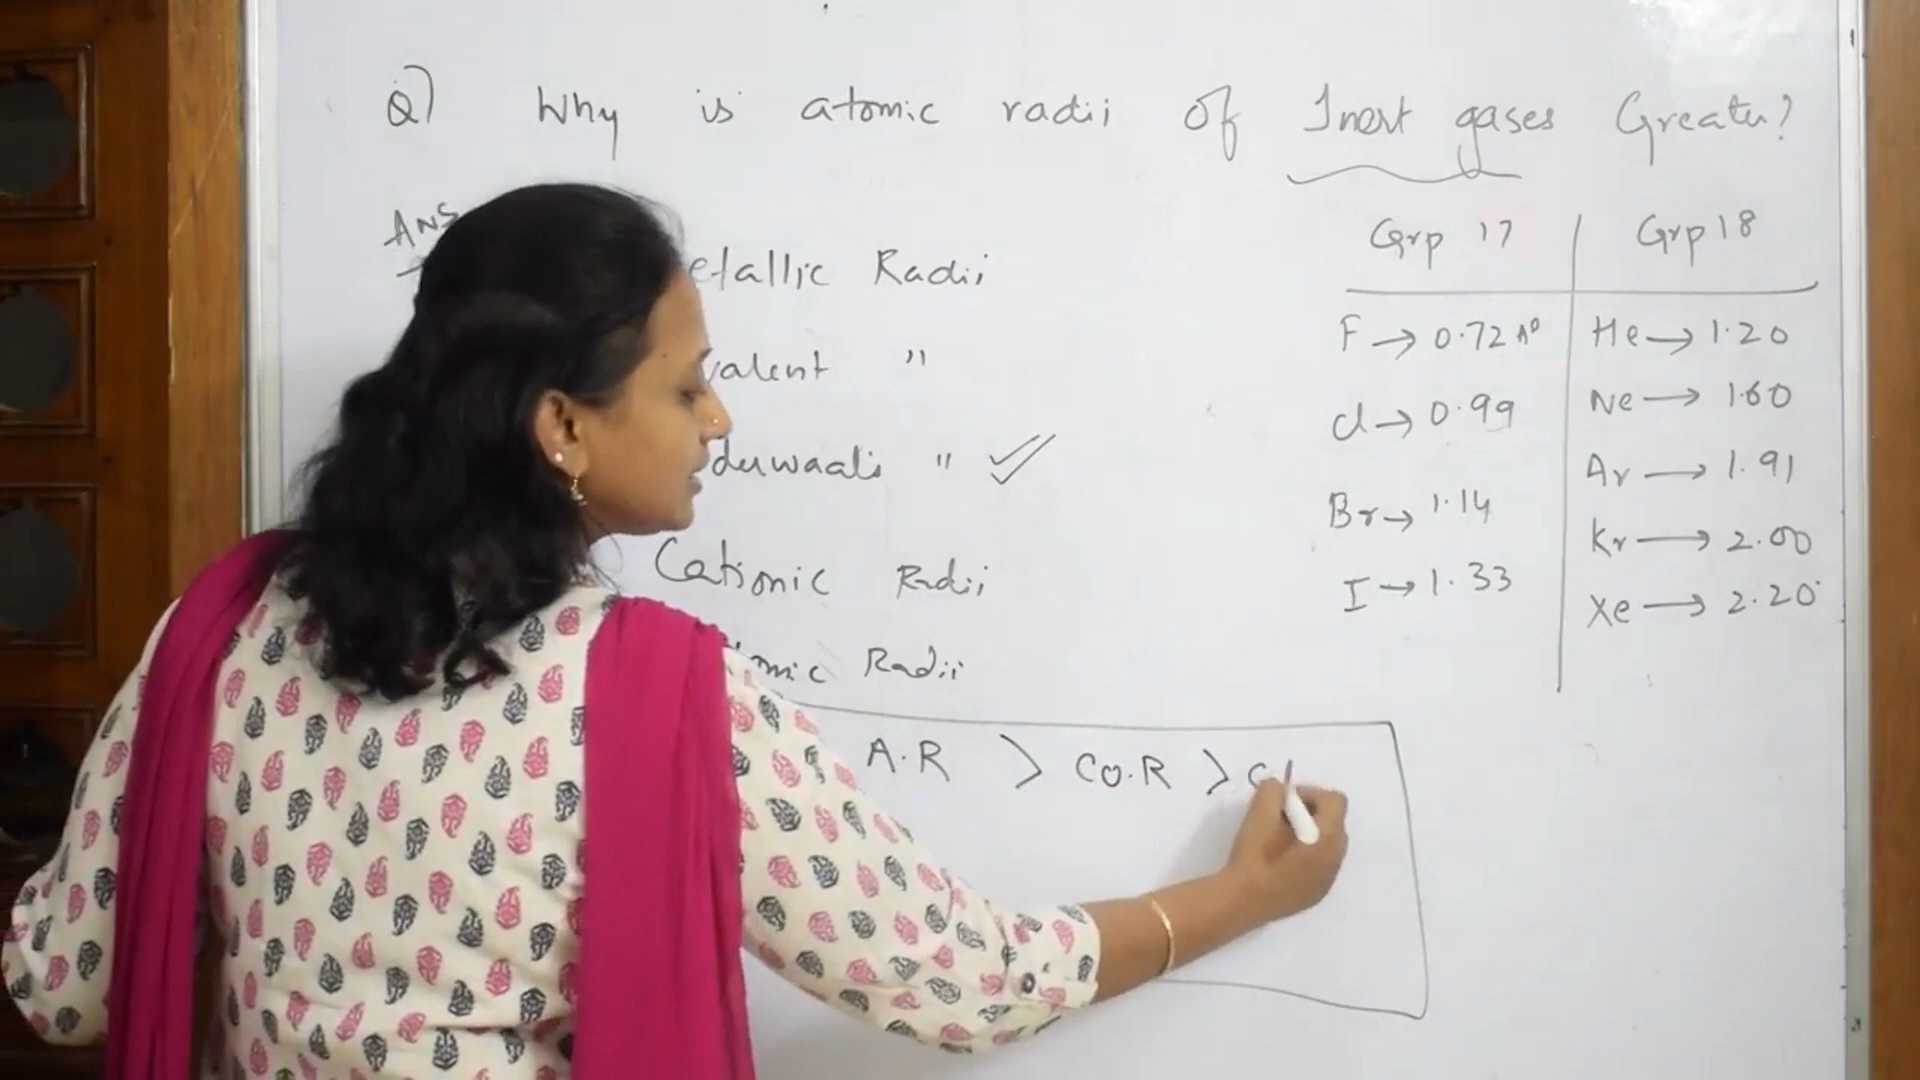 Q) Why is atomic radii of Inert gases Greater?
Ans
etallic Radii
valent "
derwaals "
Cationic Radii
Radii
A.R > CO.R >
Grp 17 Grp 18
F → 0.72 A° He → 1.20
Cl → 0.99 Ne → 1.60
Br → 1.14 Ar → 1.91
I → 1.33 Kr → 2.00
Xe → 2.20